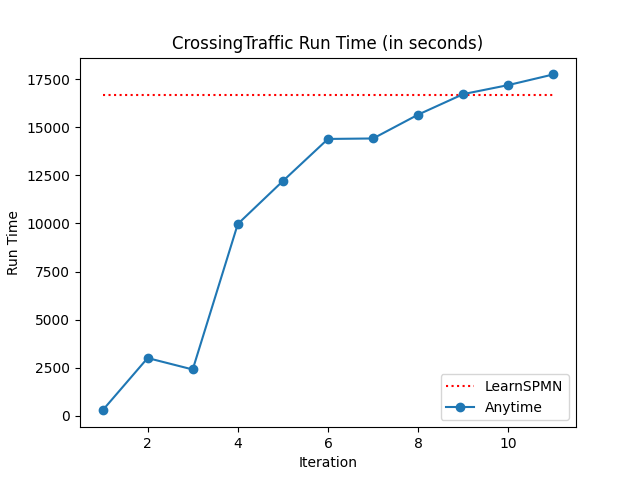 CrossingTraffic Run Time (in seconds)
Run Time
17500
15000
12500
10000
7500
5000
2500
0
2
4
6
8
10
Iteration
LearnSPMN
Anytime